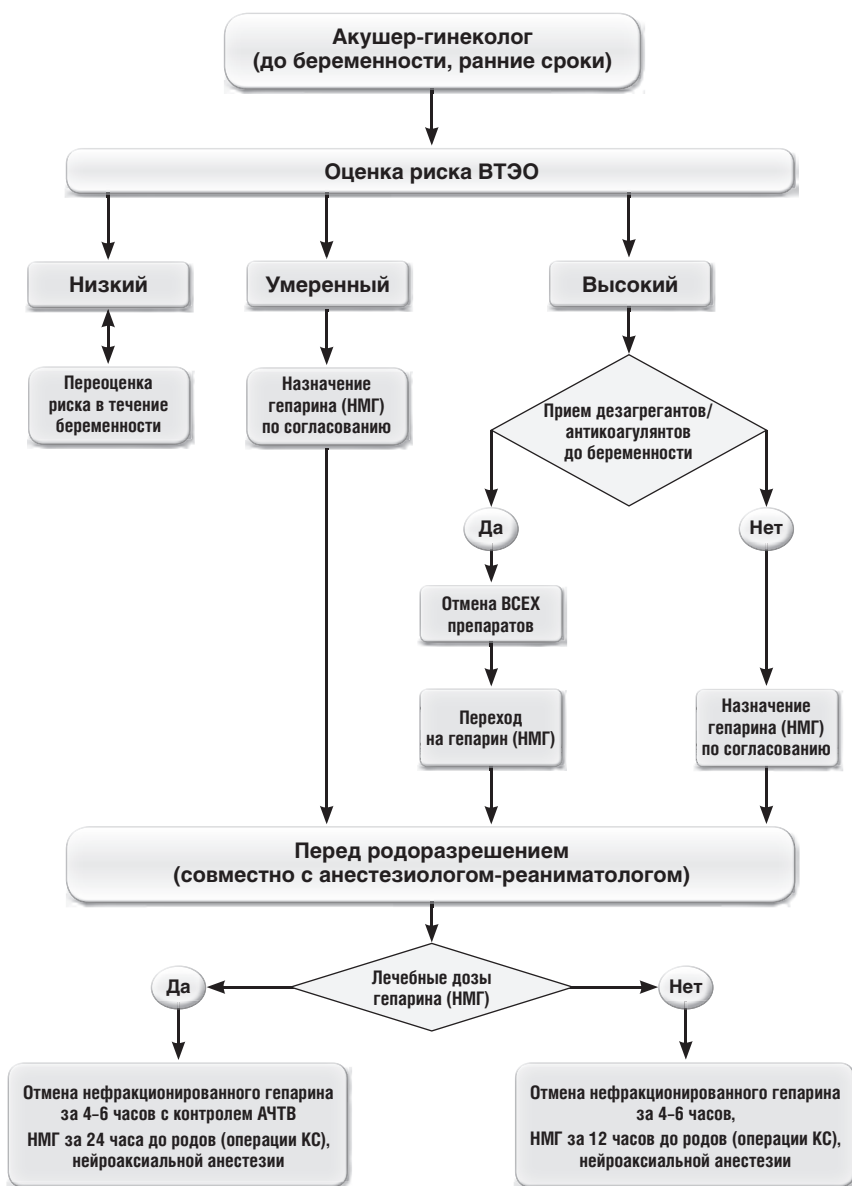 Акушер-гинеколог
(до беременности, ранние сроки)
Оценка риска ВТЭО
Низкий
Умеренный
Высокий
Переоценка
риска в течение
беременности
Назначение
гепарина (НМГ)
по согласованию
Прием дезагрегантов/
антикоагулянтов
до беременности
Да
Нет
Отмена ВСЕХ
препаратов
Переход
на гепарин (НМГ)
Назначение
гепарина (НМГ)
по согласованию
Перед родоразрешением
(совместно с анестезиологом-реаниматологом)
Лечебные дозы
гепарина (НМГ)
Да
Нет
Отмена нефракционированного гепарина
за 4–6 часов с контролем АЧТВ
НМГ за 24 часа до родов (операции КС),
нейроаксиальной анестезии
Отмена нефракционированного гепарина
за 4–6 часов,
НМГ за 12 часов до родов (операции КС),
нейроаксиальной анестезии